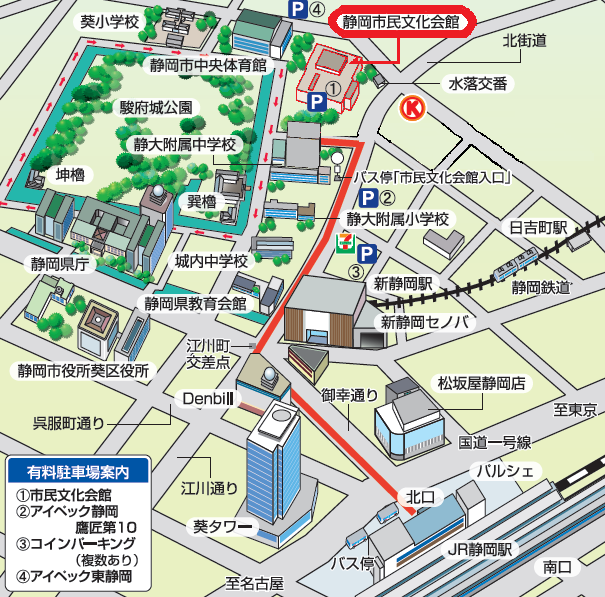 葵小学校
P ④
静岡市民文化会館
北街道
静岡市中央体育館
水落交番
①
P
K
駿府城公園
静大附属中学校
バス停「市民文化会館入口」
坤櫓
巽櫓
P ②
静大附属小学校
日吉町駅
7
P
③
静岡県庁
城内中学校
新静岡駅
静岡鉄道
静岡県教育会館
新静岡セノバ
江川町
交差点
静岡市役所葵区役所
Denbill
御幸通り
松坂屋静岡店
至東京
呉服町通り
国道一号線
江川通り
パルシェ
北口
葵タワー
バス停
JR静岡駅
南口
至名古屋
有料駐車場案内
①市民文化会館
②アイペック静岡
鷹匠第10
③コインパーキング
(複数あり)
④アイペック東静岡